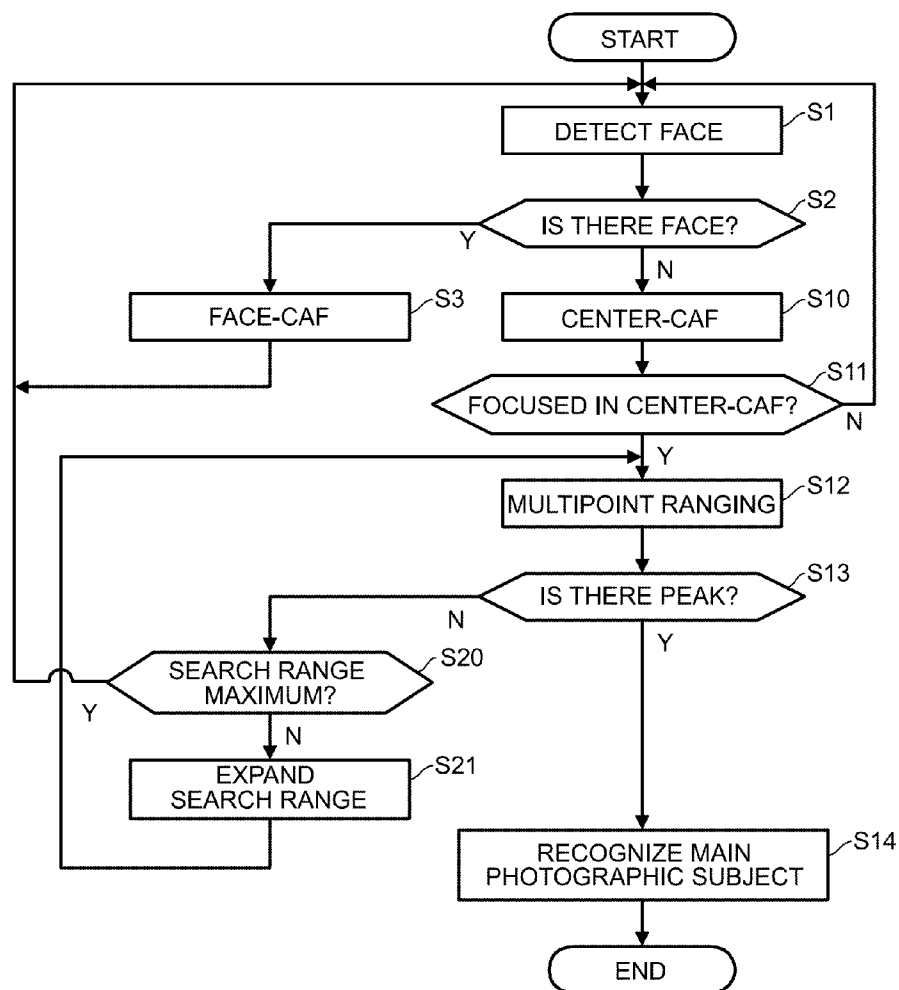 START
DETECT FACE
S1
IS THERE FACE?
S2
Y
N
FACE-CAF
S3
CENTER-CAF
S10
FOCUSED IN CENTER-CAF?
S11
N
Y
MULTIPOINT RANGING
S12
IS THERE PEAK?
S13
N
Y
SEARCH RANGE
MAXIMUM?
S20
Y
N
EXPAND
SEARCH RANGE
S21
RECOGNIZE MAIN
PHOTOGRAPHIC SUBJECT
S14
END